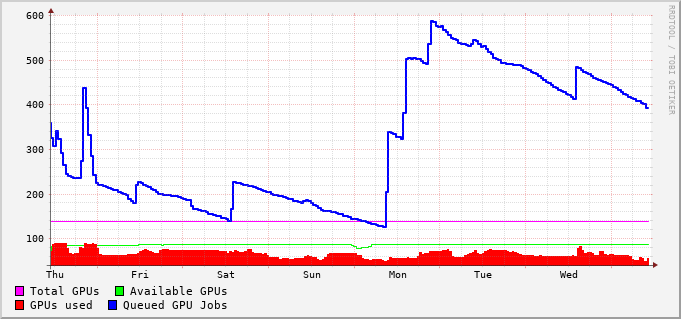 600
500
400
300
200
100
Thu Fri Sat Sun Mon Tue Wed
Total GPUs Available GPUs
GPUs used Queued GPU Jobs
RRDTOOL / TOBI OETIKER